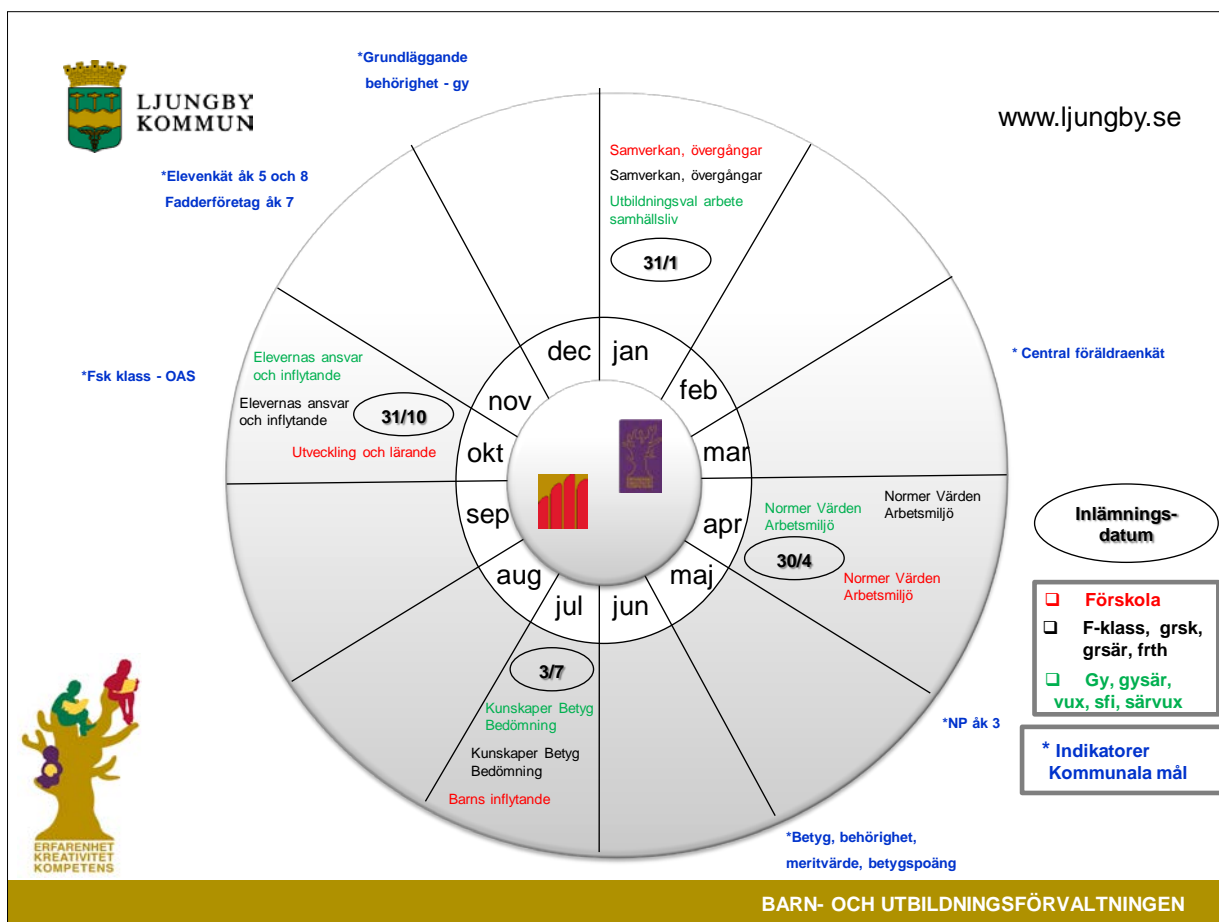 LJUNGBY
KOMMUN
*Grundläggande
behörighet - gy
www.ljungby.se
*Elevenkät åk 5 och 8
Fadderföretag åk 7
Samverkan, övergångar
Samverkan, övergångar
Utbildningsval arbete
samhällsliv
31/1
* Central föräldraenkät
*Fsk klass - OAS
Elevernas ansvar
och inflytande
Elevernas ansvar
och inflytande
31/10
Utveckling och lärande
jan
feb
mar
apr
maj
jun
jul
aug
sep
okt
nov
dec
Normer Värden
Arbetsmiljö
Normer Värden
Arbetsmiljö
30/4
Normer Värden
Arbetsmiljö
Inlämnings-
datum
Förskola
F-klass, grsk,
grsär, frth
Gy, gysär,
vux, sfi, särvux
* Indikatorer
Kommunala mål
3/7
Kunskaper Betyg
Bedömning
Kunskaper Betyg
Bedömning
Barns inflytande
*NP åk 3
*Betyg, behörighet,
meritvärde, betygspoäng
ERFARENHET
KREATIVITET
KOMPETENS
BARN- OCH UTBILDNINGSFÖRVALTNINGEN